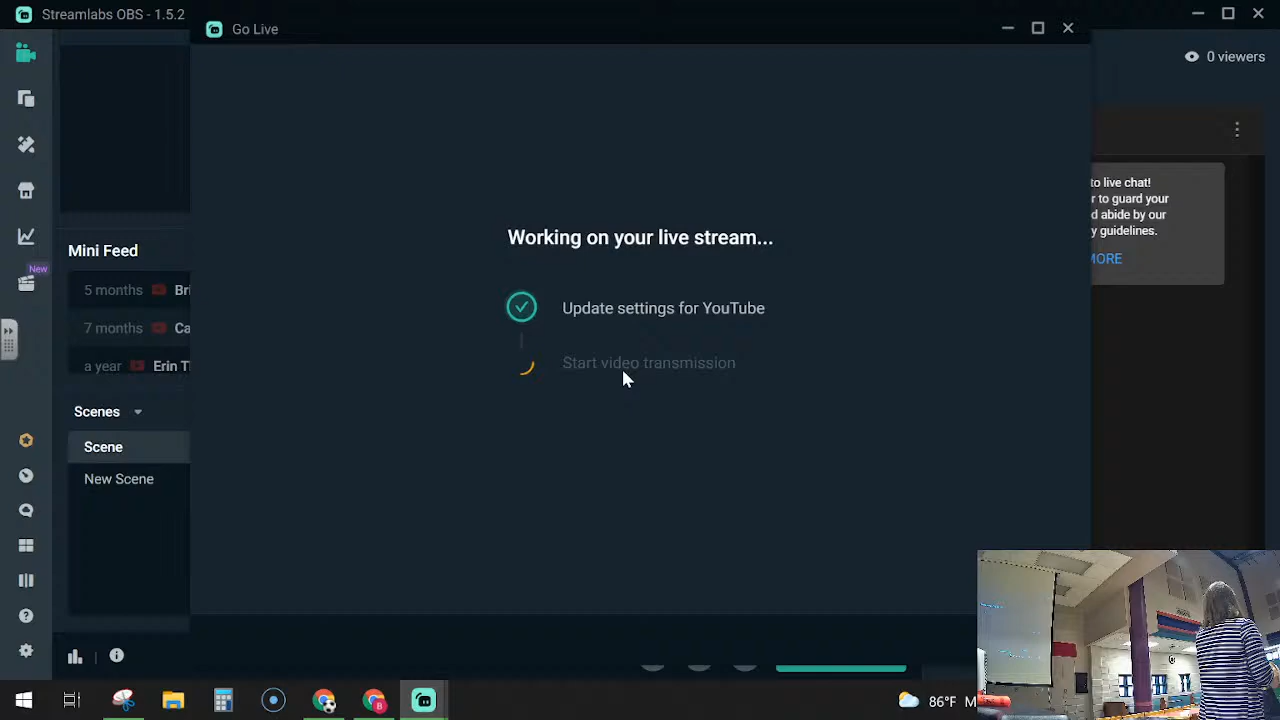 Streamlabs OBS - 1.5.2
Go Live
0 viewers
to live chat!
r to guard your
d abide by our
y guidelines.
MORE
Working on your live stream...
Update settings for YouTube
Start video transmission
New
Mini Feed
5 months Bri
7 months Ca
a year Erin T
Scenes
Scene
New Scene
86°F M